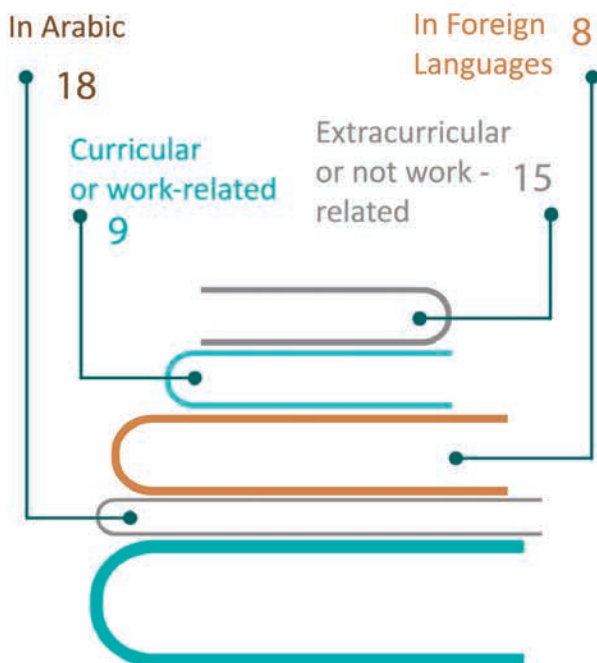 In Arabic
18
In Foreign 8
Languages
Curricular
or work-related
9
Extracurricular
or not work - 15
related